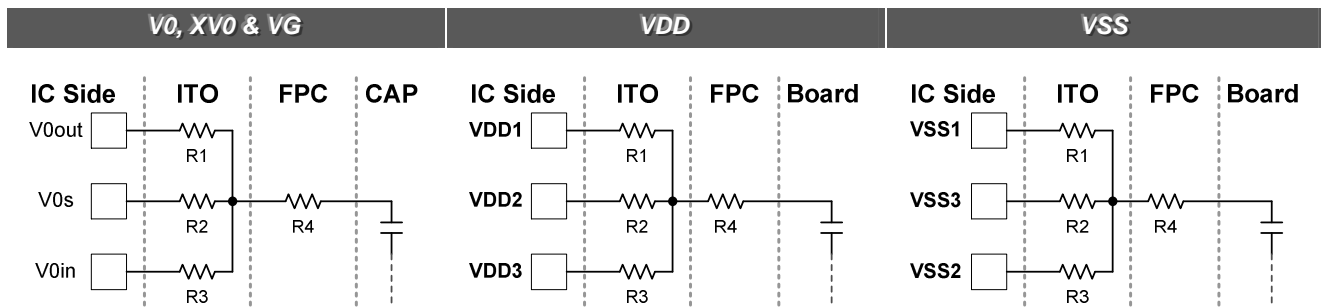 V0, XV0 & VG
VDD
VSS
IC Side ITO FPC CAP
V0out
R1
V0s
R2 R4
V0in
R3
IC Side ITO FPC Board
VDD1
R1
VDD2
R2 R4
VDD3
R3
IC Side ITO FPC Board
VSS1
R1
VSS3
R2 R4
VSS2
R3